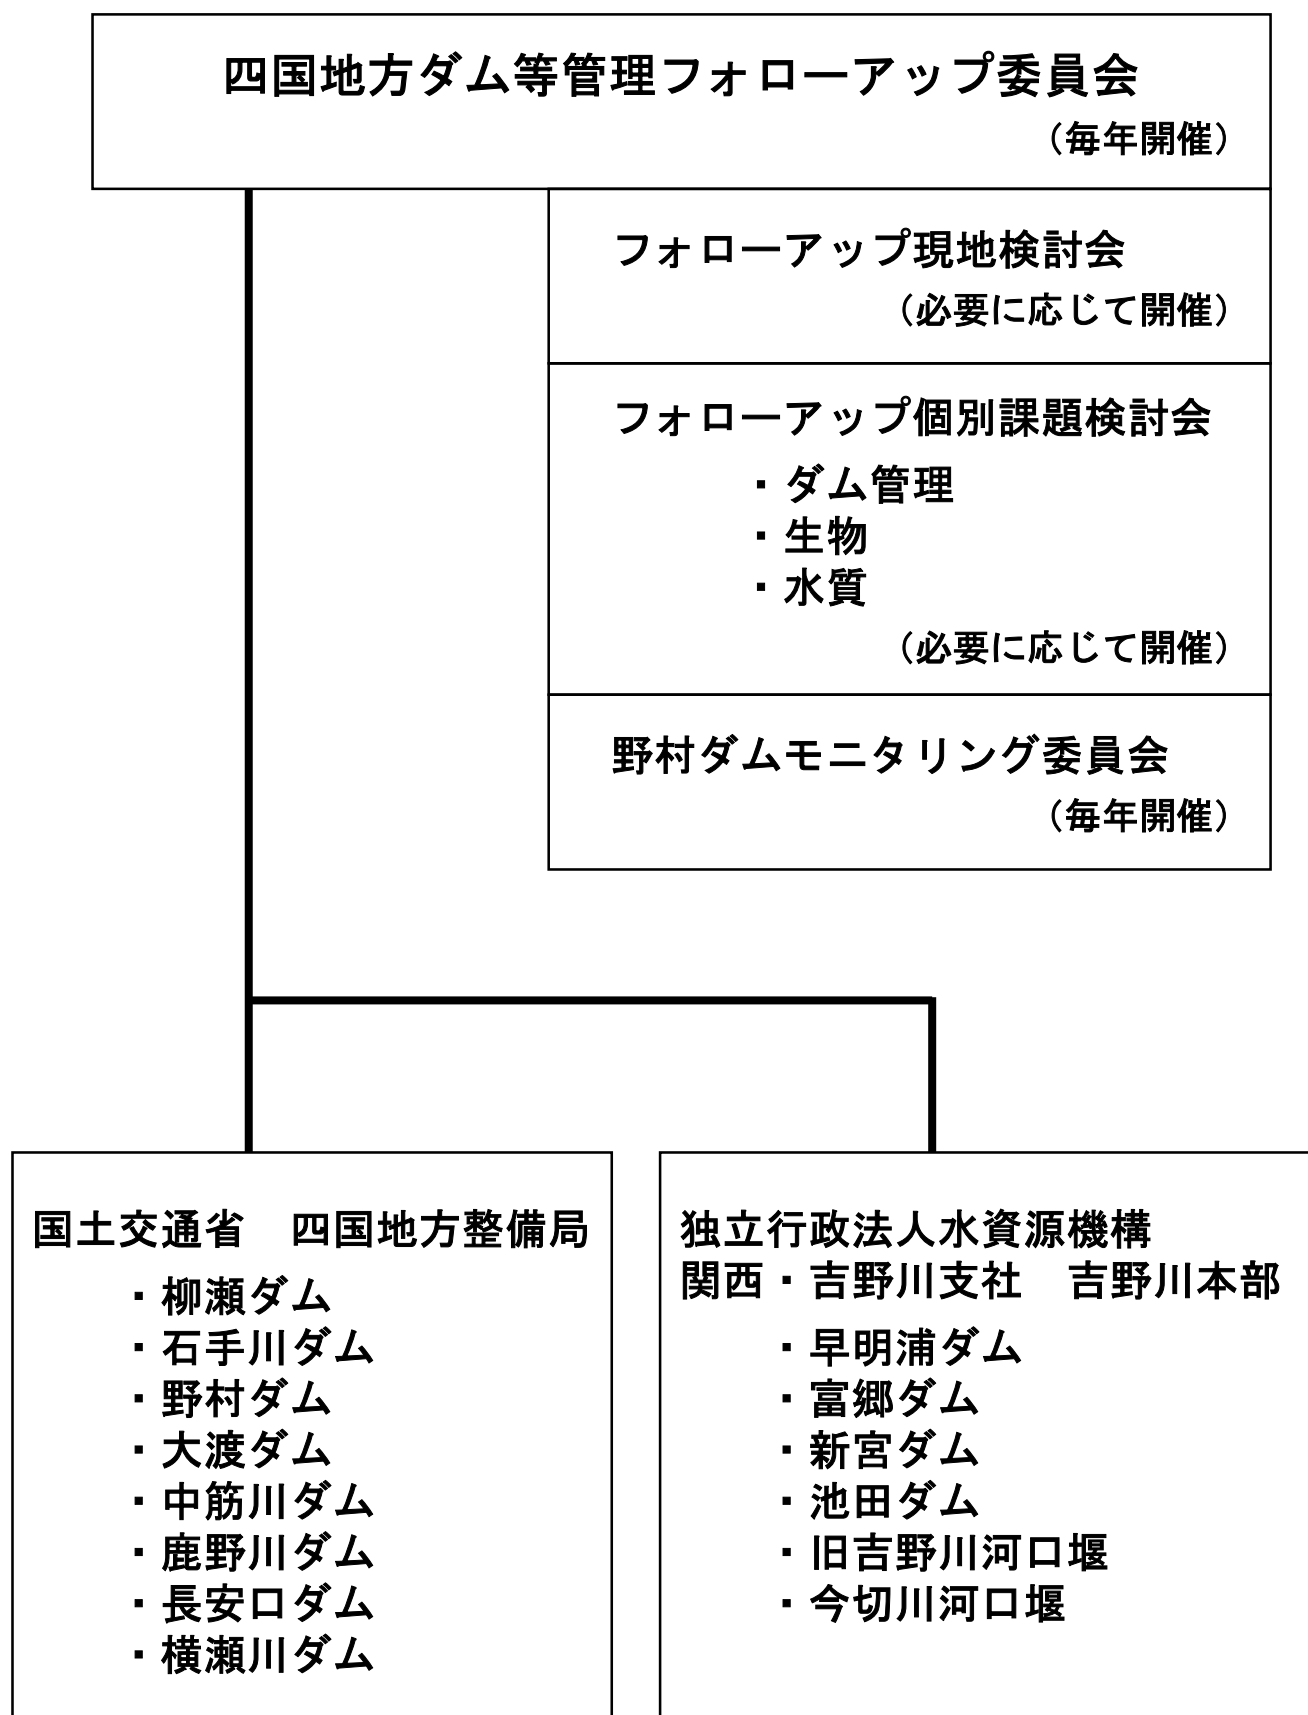 四国地方ダム等管理フォローアップ委員会
（毎年開催）
フォローアップ現地検討会
（必要に応じて開催）
フォローアップ個別課題検討会
・ダム管理
・生物
・水質
（必要に応じて開催）
野村ダムモニタリング委員会
（毎年開催）
国土交通省　四国地方整備局
・柳瀬ダム
・石手川ダム
・野村ダム
・大渡ダム
・中筋川ダム
・鹿野川ダム
・長安口ダム
・横瀬川ダム
独立行政法人水資源機構
関西・吉野川支社　吉野川本部
・早明浦ダム
・富郷ダム
・新宮ダム
・池田ダム
・旧吉野川河口堰
・今切川河口堰